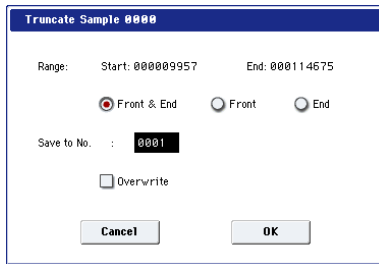 Truncate Sample 0000
Range: Start: 000009957 End: 000114675
Front & End Front End
Save to No. : 0001
Overwrite
Cancel OK